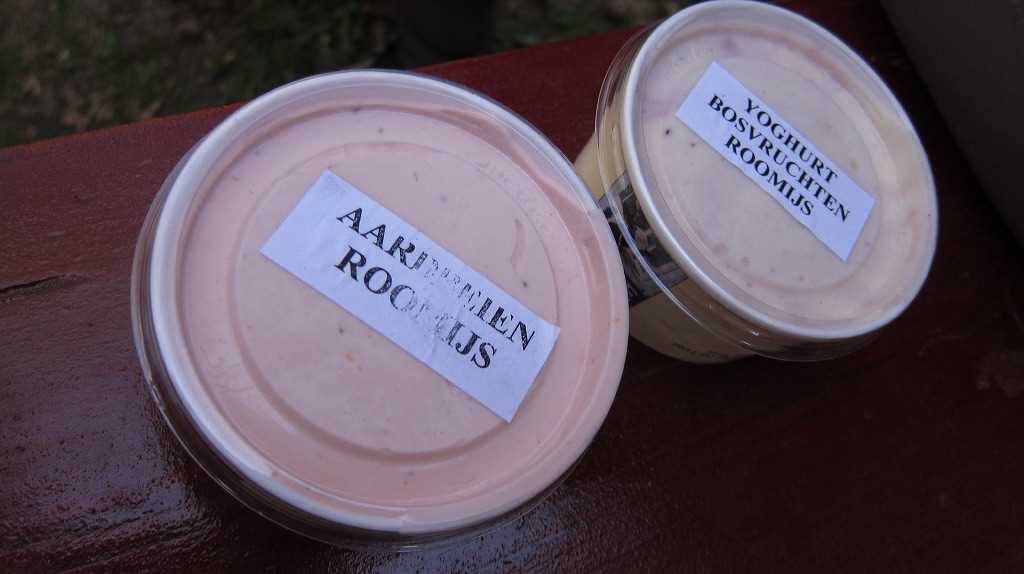 AARDBEIEN
ROOMIJS
YOGHURT
BOSVRUCHTEN
ROOMIJS